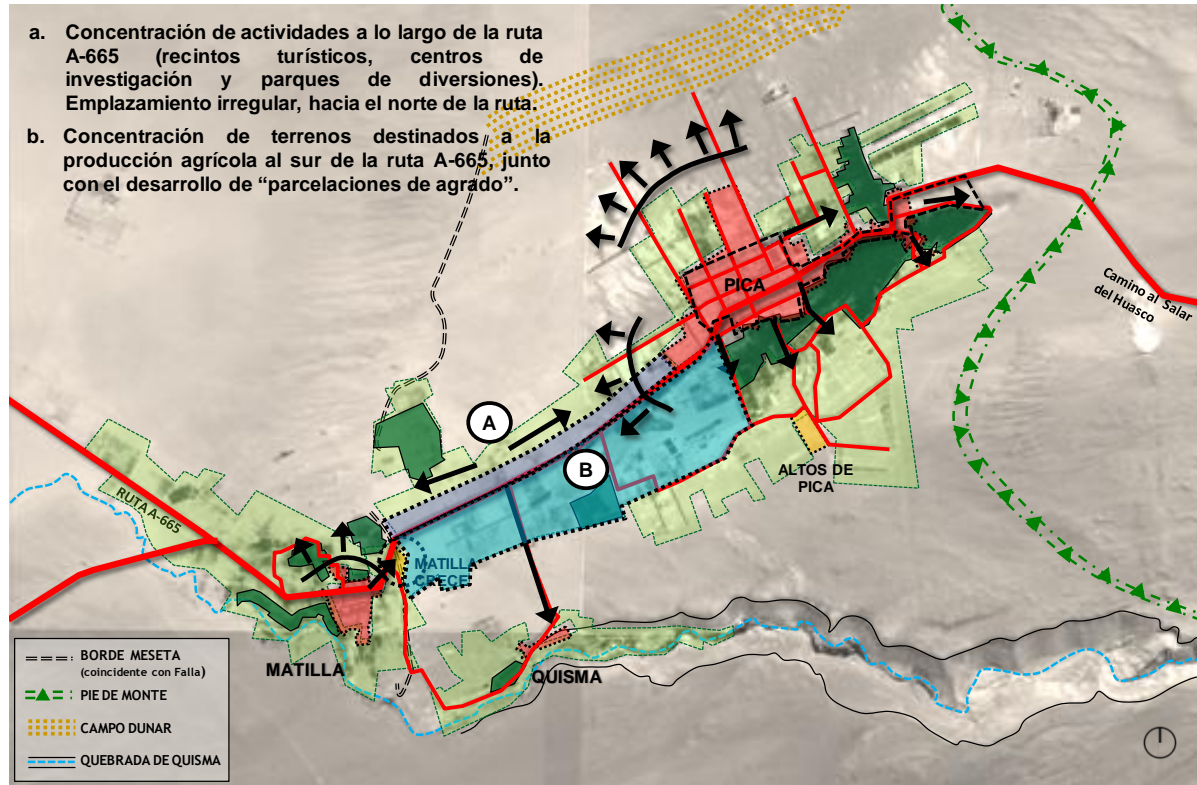 a. Concentración de actividades a lo largo de la ruta
A-665 (recintos turísticos, centros de
investigación y parques de diversiones).
Emplazamiento irregular, hacia el norte de la ruta.
b. Concentración de terrenos destinados a la
producción agrícola al sur de la ruta A-665, junto
con el desarrollo de “parcelaciones de agrado”.
PICA
Camino al Salar
del Huasco
A
B
ALTOS DE
PICA
RUTA A-665
MATILLA
CRECE
MATILLA
QUISMA
BORDE MESETA
(coincidente con Falla)
PIE DE MONTE
CAMPO DUNAR
QUEBRADA DE QUISMA